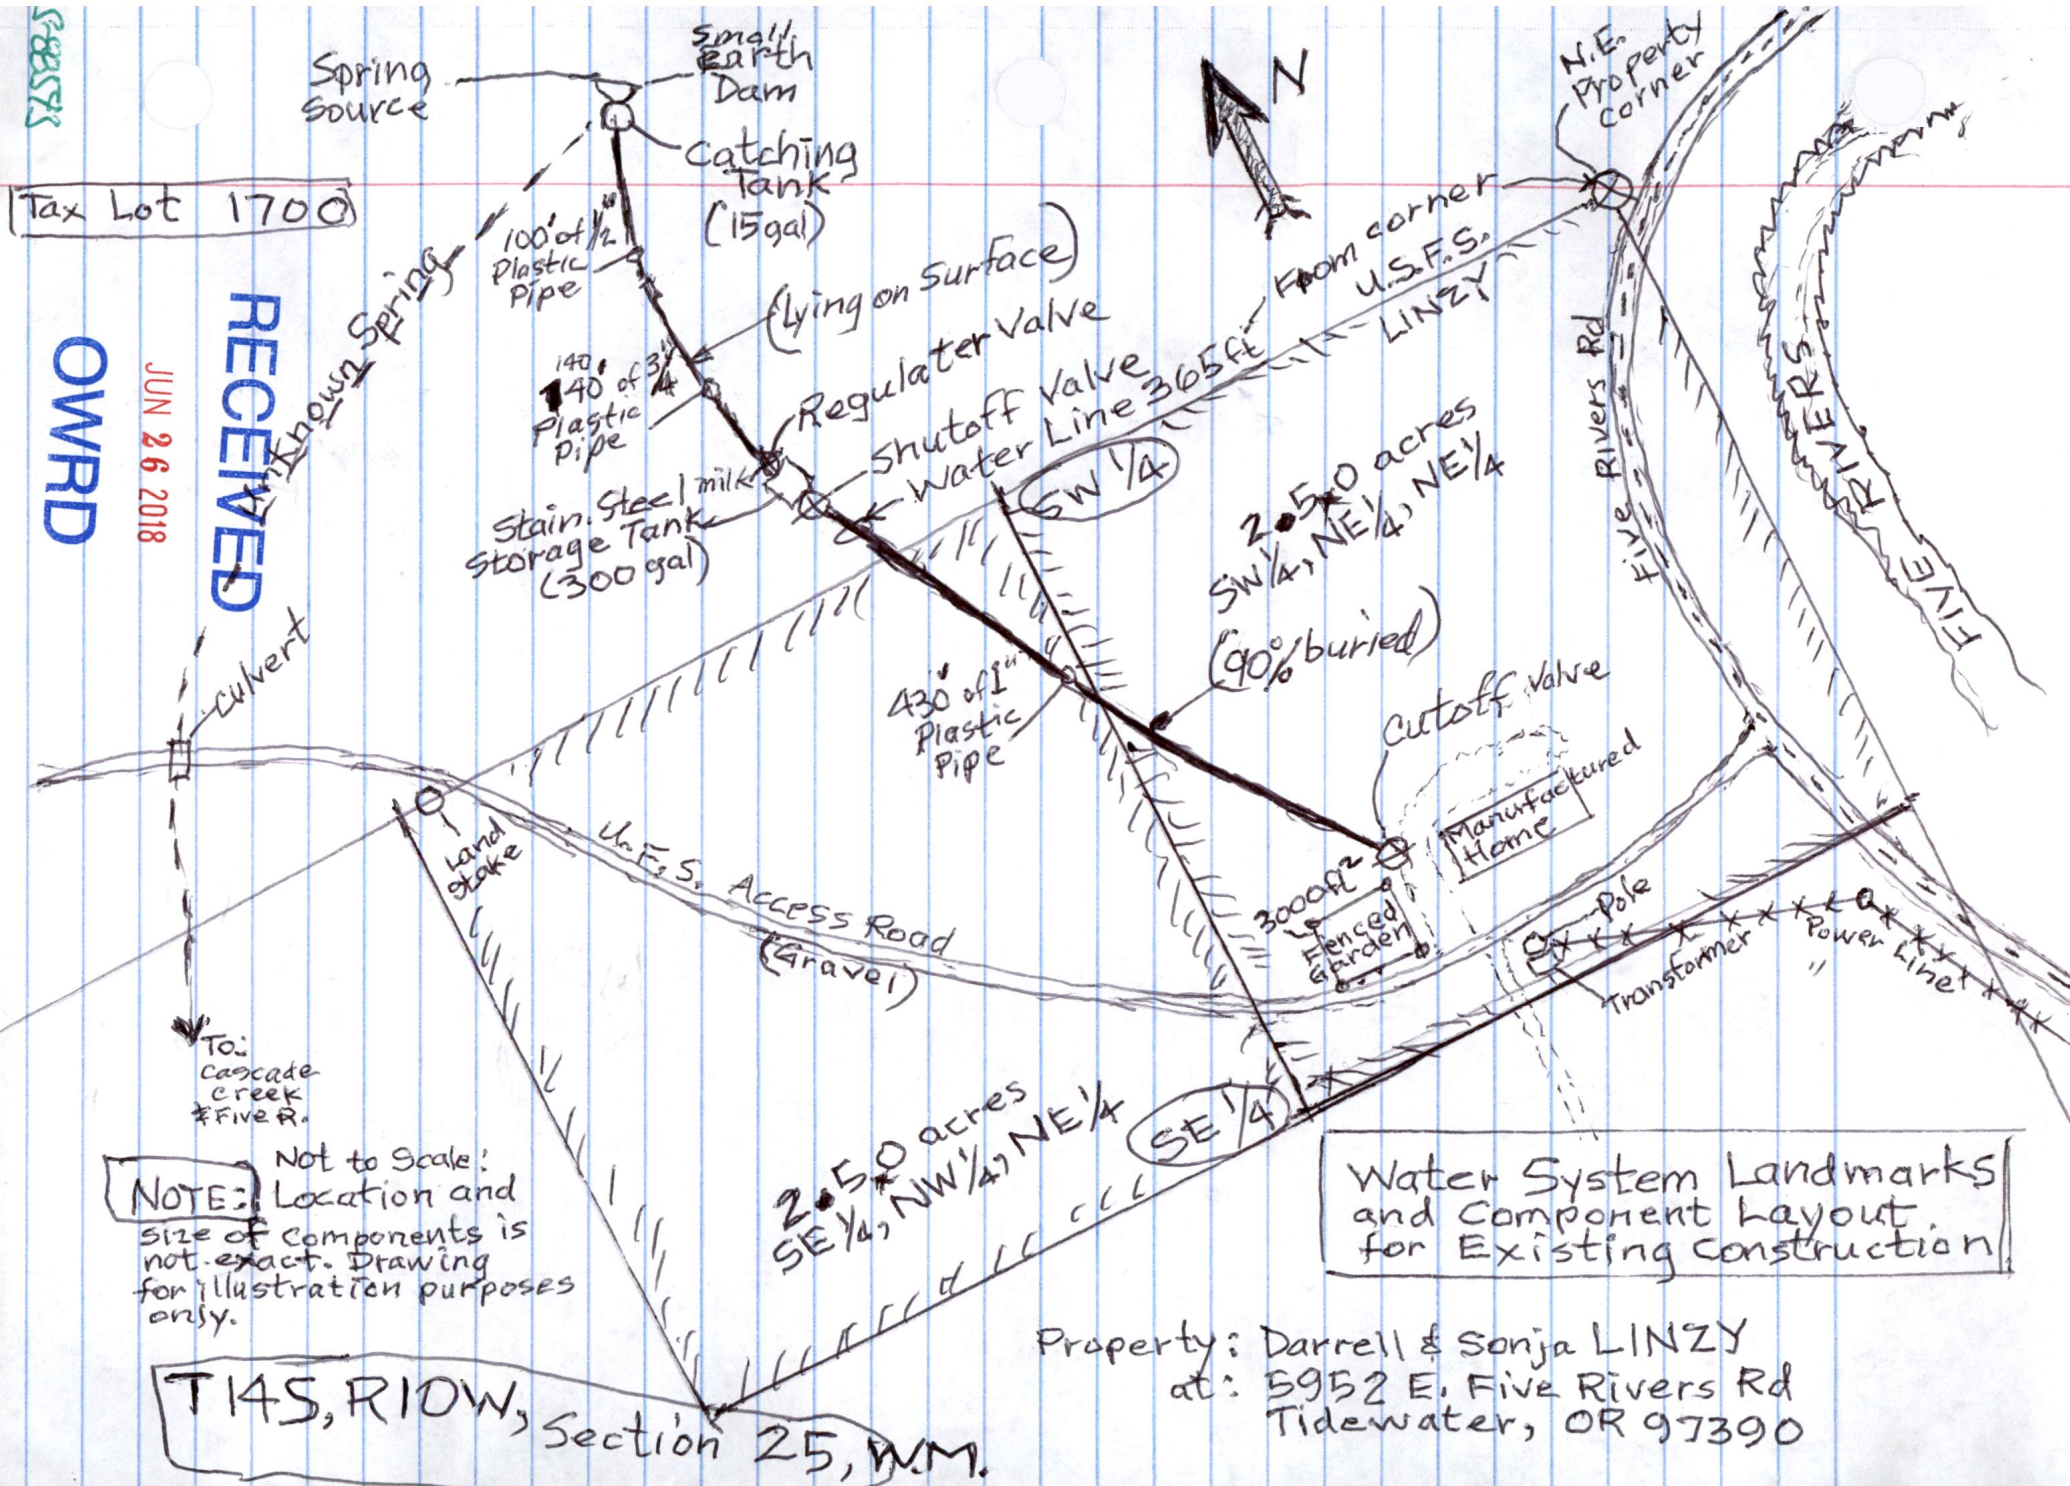 S-88575
Spring
Source
Small
Earth
Dam
Catching
Tank
(15gal)
N
N.E.
Property
Corner
Tax Lot 1700
100' of 1/2"
Plastic
Pipe
(Lying on Surface)
From corner
U.S.F.S.
LINZY
RECEIVED
JUN 26 2018
OWRD
Spring
140'
140' of 3/4"
Plastic
Pipe
Regulater Valve
Shutoff Valve
Water Line 365ft
Stain. Steel milk
Storage Tank
(300 gal)
SW 1/4
2.50 acres
SW 1/4, NE 1/4, NE 1/4
Five Rivers Rd
FIVE RIVERS
Culvert
(90% buried)
430' of 1"
Plastic
Pipe
Cutoff Valve
Manufactured
Home
Land
Stake
U.F.S. Access Road
(Gravel)
3000ft²
Fenced
Garden
Pole
Transformer
Power Line
To:
Cascade
Creek
& Five R.
SE 1/4
2.50 acres
SE 1/4, NW 1/4, NE 1/4
NOTE: Not to Scale:
Location and
size of components is
not exact. Drawing
for illustration purposes
only.
Water System Landmarks
and Component Layout
for Existing Construction
T14S, R10W, Section 25, W.M.
Property: Darrell & Sonja LINZY
at: 5952 E. Five Rivers Rd
Tidewater, OR 97390